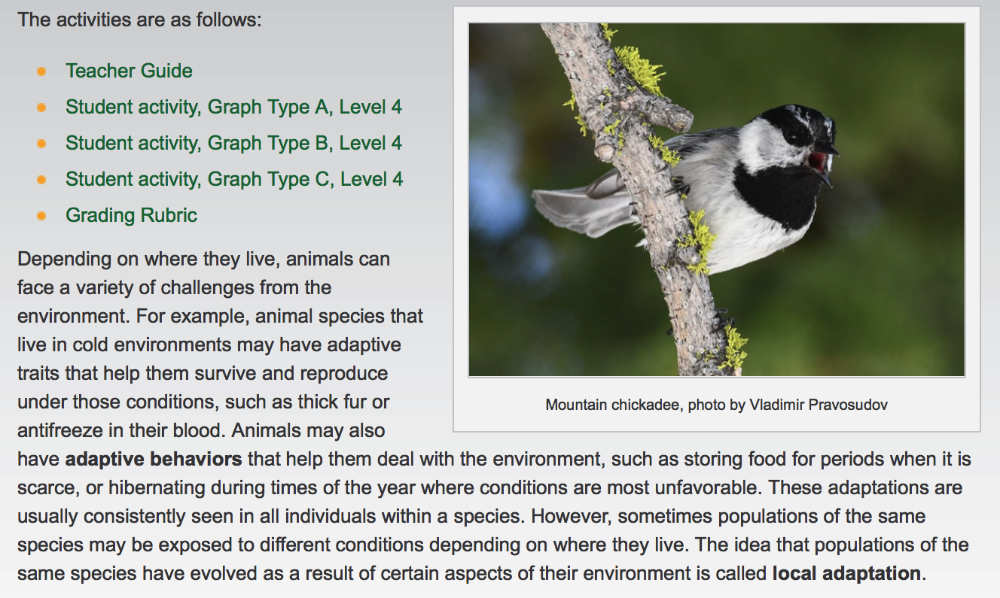 The activities are as follows:
Teacher Guide
Student activity, Graph Type A, Level 4
Student activity, Graph Type B, Level 4
Student activity, Graph Type C, Level 4
Grading Rubric
Mountain chickadee, photo by Vladimir Pravosudov
Depending on where they live, animals can
face a variety of challenges from the
environment. For example, animal species that
live in cold environments may have adaptive
traits that help them survive and reproduce
under those conditions, such as thick fur or
antifreeze in their blood. Animals may also
have adaptive behaviors that help them deal with the environment, such as storing food for periods when it is
scarce, or hibernating during times of the year where conditions are most unfavorable. These adaptations are
usually consistently seen in all individuals within a species. However, sometimes populations of the same
species may be exposed to different conditions depending on where they live. The idea that populations of the
same species have evolved as a result of certain aspects of their environment is called local adaptation.